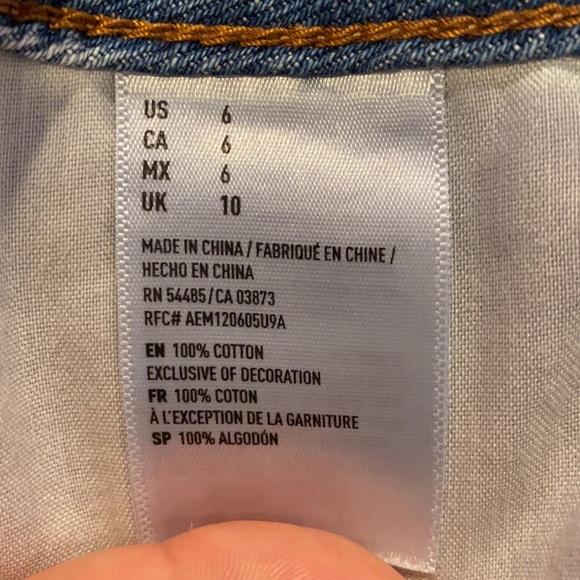 US 6
CA 6
MX 6
UK 10
MADE IN CHINA / FABRIQUÉ EN CHINE /
HECHO EN CHINA
RN 54485/CA 03873
RFC# AEM120605U9A
EN 100% COTTON
EXCLUSIVE OF DECORATION
FR 100% COTON
À L'EXCEPTION DE LA GARNITURE
SP 100% ALGODÓN